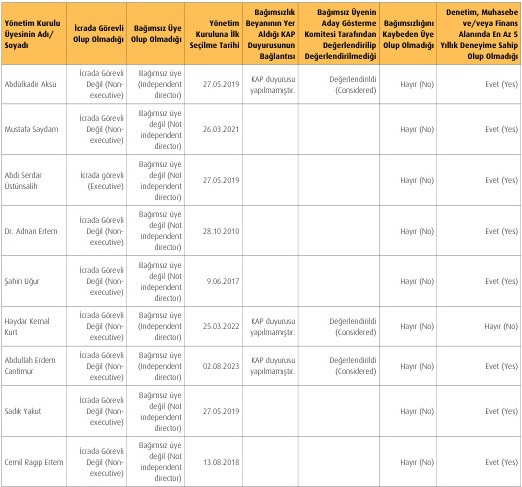 Yönetim Kurulu Üyesinin Adı/ Soyadı | İcrada Görevli Olup Olmadığı | Bağımsız Üye Olup Olmadığı | Yönetim Kuruluna İlk Seçilme Tarihi | Bağımsızlık Beyanının Yer Aldığı KAP Duyurusunun Bağlantısı | Bağımsız Üyenin Aday Gösterme Komitesi Tarafından Değerlendirilip Değerlendirilmediği | Bağımsızlığını Kaybeden Üye Olup Olmadığı | Denetim, Muhasebe ve/veya Finans Alanında En Az 5 Yıllık Deneyime Sahip Olup Olmadığı
Abdülkadir Aksu | İcrada Görevli Değil (Non-executive) | Bağımsız üye (Independent director) | 27.05.2019 | KAP duyurusu yapılmamıştır. | Değerlendirildi (Considered) | Hayır (No) | Evet (Yes)
Mustafa Saydam | İcrada Görevli Değil (Non-executive) | Bağımsız üye değil (Not independent director) | 26.03.2021 | | | Hayır (No) | Evet (Yes)
Abdi Serdar Üstünsalih | İcrada görevli (Executive) | Bağımsız üye değil (Not independent director) | 27.05.2019 | | | Hayır (No) | Evet (Yes)
Dr. Adnan Ertem | İcrada Görevli Değil (Non-executive) | Bağımsız üye değil (Not independent director) | 28.10.2010 | | | Hayır (No) | Evet (Yes)
Şahin Uğur | İcrada Görevli Değil (Non-executive) | Bağımsız üye değil (Not independent director) | 9.06.2017 | | | Hayır (No) | Evet (Yes)
Haydar Kemal Kurt | İcrada Görevli Değil (Non-executive) | Bağımsız üye (Independent director) | 25.03.2022 | KAP duyurusu yapılmamıştır. | Değerlendirildi (Considered) | Hayır (No) | Hayır (No)
Abdullah Erdem Cantimur | İcrada Görevli Değil (Non-executive) | Bağımsız üye (Independent director) | 02.08.2023 | KAP duyurusu yapılmamıştır. | Değerlendirildi (Considered) | Hayır (No) | Evet (Yes)
Sadık Yakut | İcrada Görevli Değil (Non-executive) | Bağımsız üye değil (Not independent director) | 27.05.2019 | | | Hayır (No) | Evet (Yes)
Cemil Ragıp Ertem | İcrada Görevli Değil (Non-executive) | Bağımsız üye değil (Not independent director) | 13.08.2018 | | | Hayır (No) | Evet (Yes)